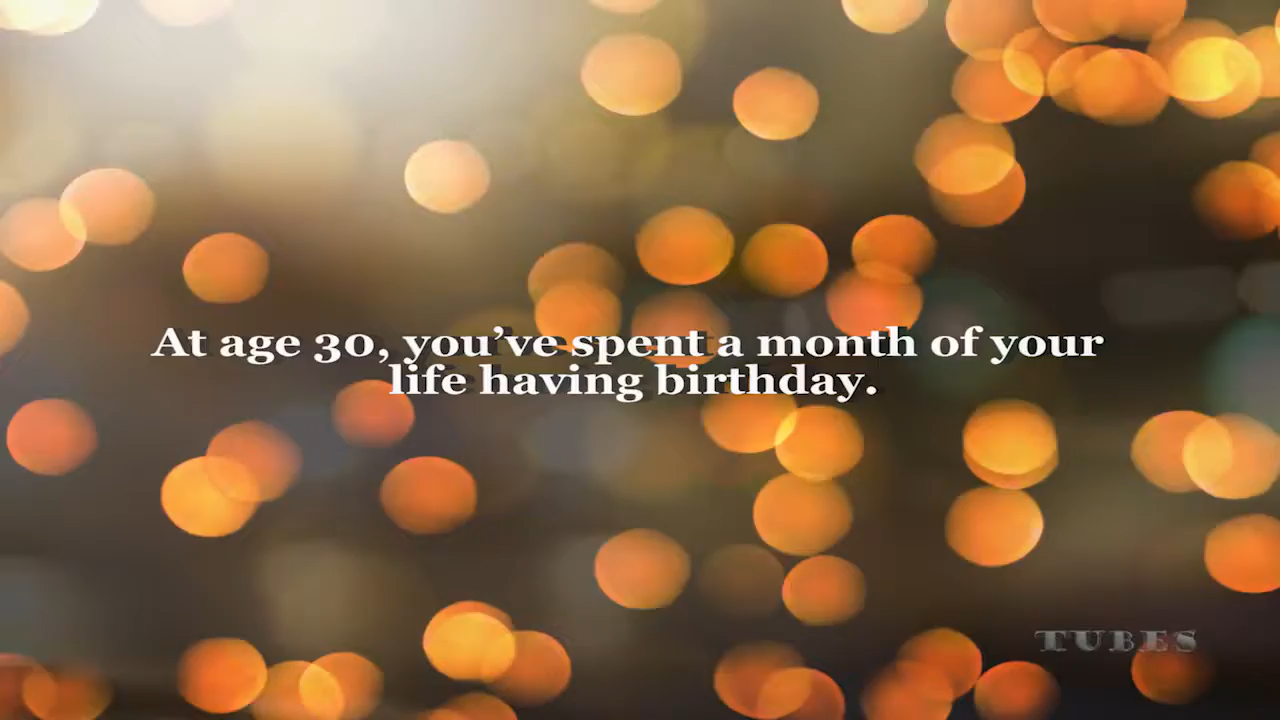 At age 30, you’ve spent a month of your
life having birthday.
TUBES